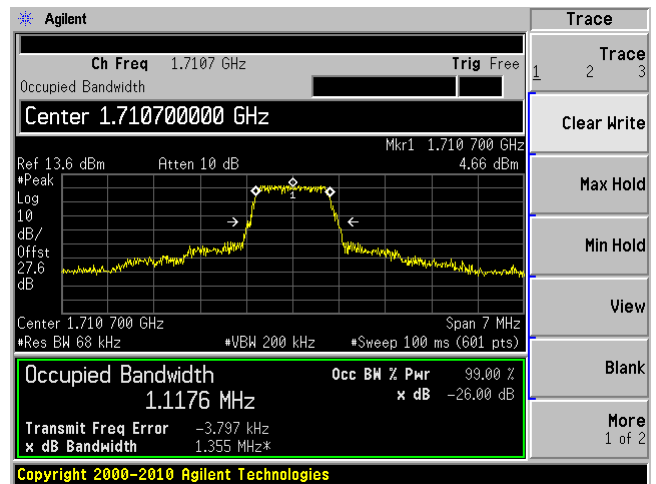 Agilent
Trace
Ch Freq 1.7107 GHz Trig Free
Occupied Bandwidth
Center 1.710700000 GHz
Mkr1 1.710 700 GHz
Ref 13.6 dBm Atten 10 dB 4.66 dBm
#Peak
Log
10
dB/
Offst
27.6
dB
1
Center 1.710 700 GHz Span 7 MHz
#Res BW 68 kHz #VBW 200 kHz #Sweep 100 ms (601 pts)
Occupied Bandwidth Occ BW % Pwr 99.00 %
1.1176 MHz x dB -26.00 dB
Transmit Freq Error -3.797 kHz
x dB Bandwidth 1.355 MHz*
Copyright 2000-2010 Agilent Technologies
Trace
1 2 3
Clear Write
Max Hold
Min Hold
View
Blank
More
1 of 2